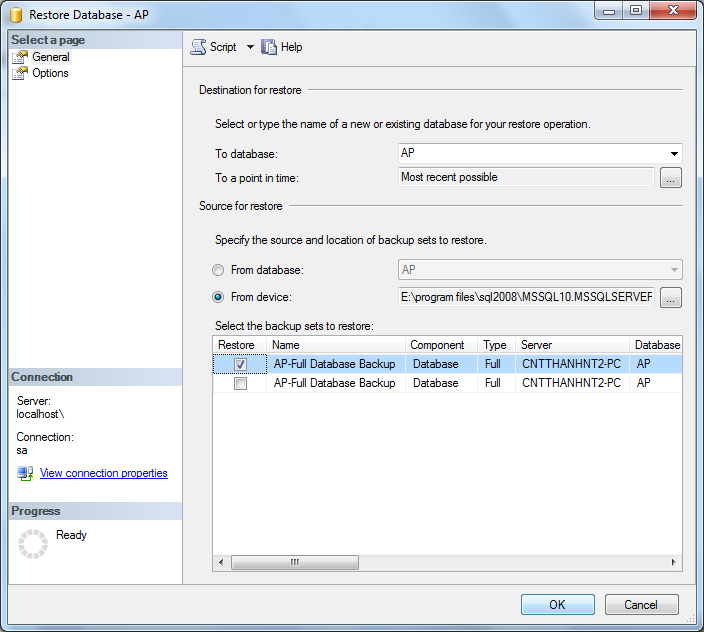 Restore Database - AP
Select a page
General
Options
Script Help
Destination for restore
Select or type the name of a new or existing database for your restore operation.
To database: AP
To a point in time: Most recent possible ...
Source for restore
Specify the source and location of backup sets to restore.
From database: AP
From device: E:\program files\sql2008\MSSQL10.MSSQLSERVER ...
Select the backup sets to restore:
Restore Name Component Type Server Database
AP-Full Database Backup Database Full CNTTHANHNT2-PC AP
AP-Full Database Backup Database Full CNTTHANHNT2-PC AP
Connection
Server:
localhost\
Connection:
sa
View connection properties
Progress
Ready
OK Cancel